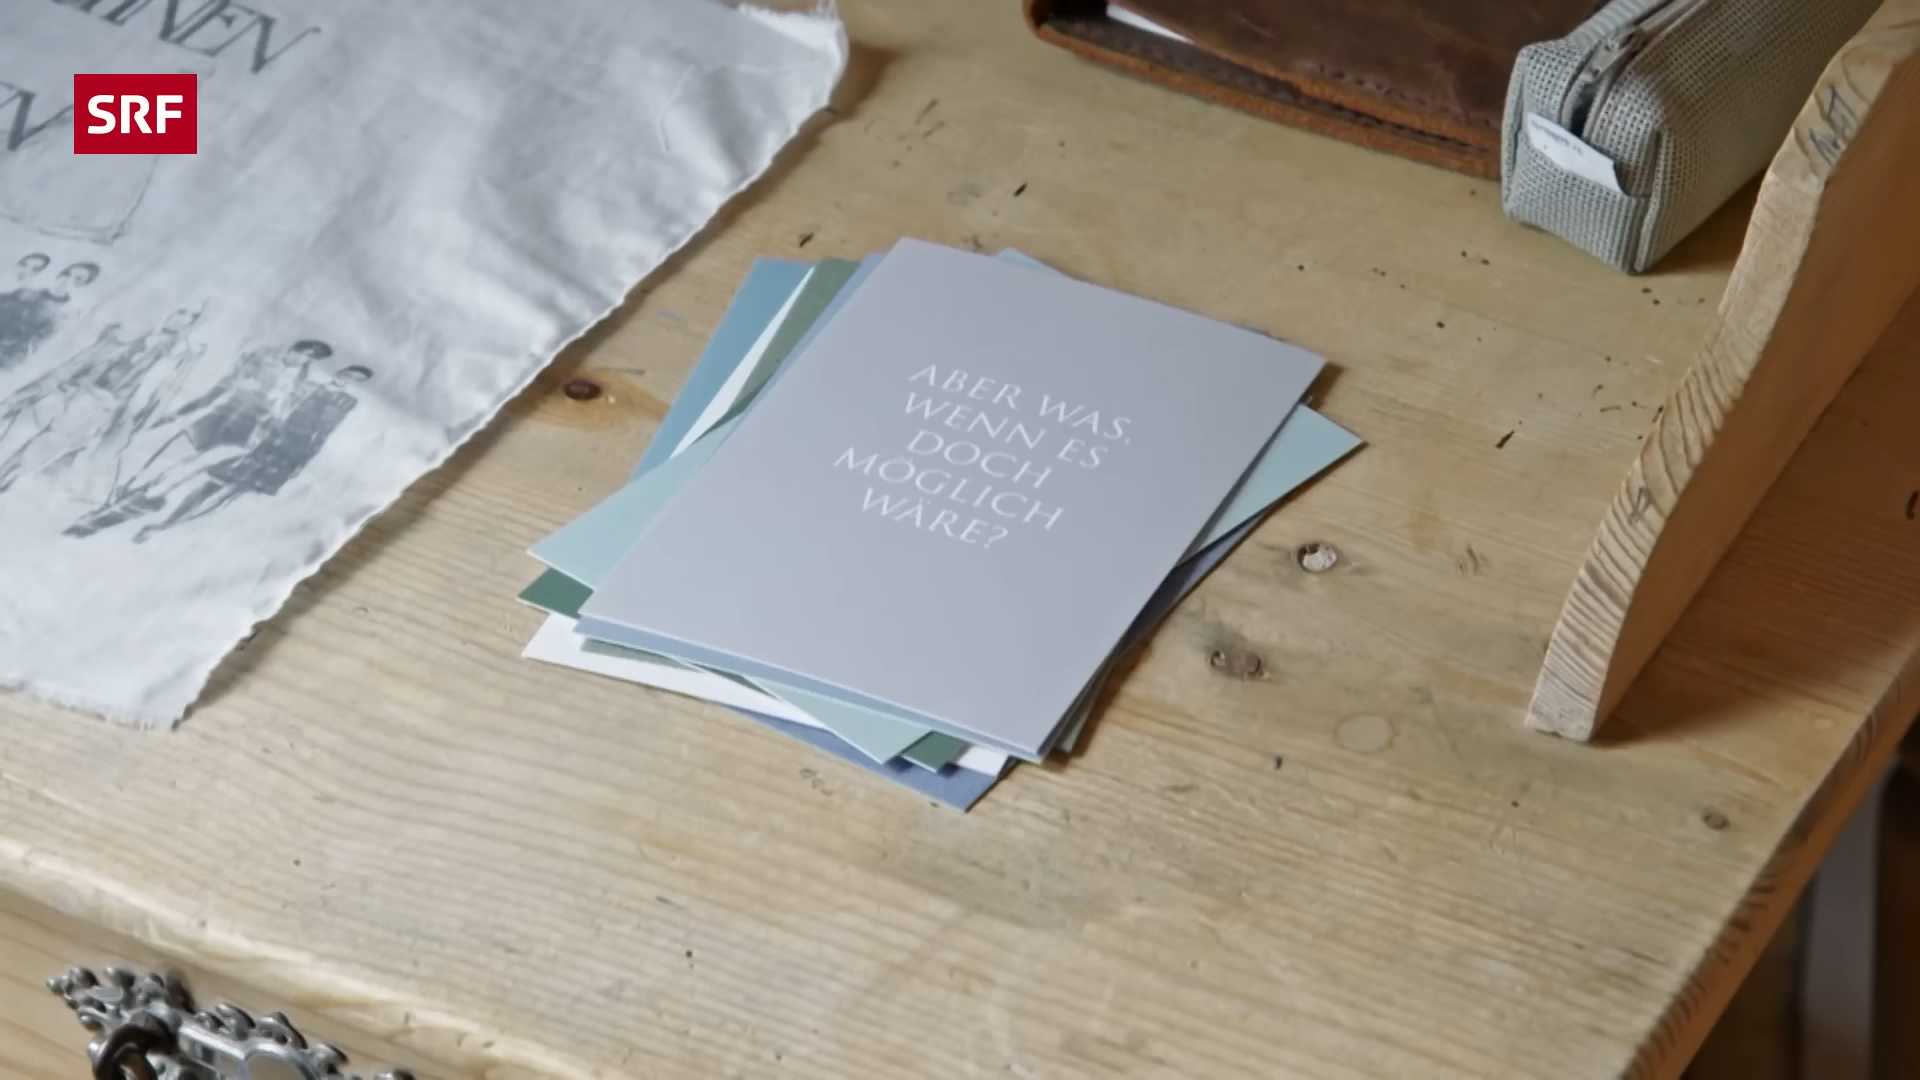 SRF
ABER WAS,
WENN ES
DOCH
MÖGLICH
WÄRE?